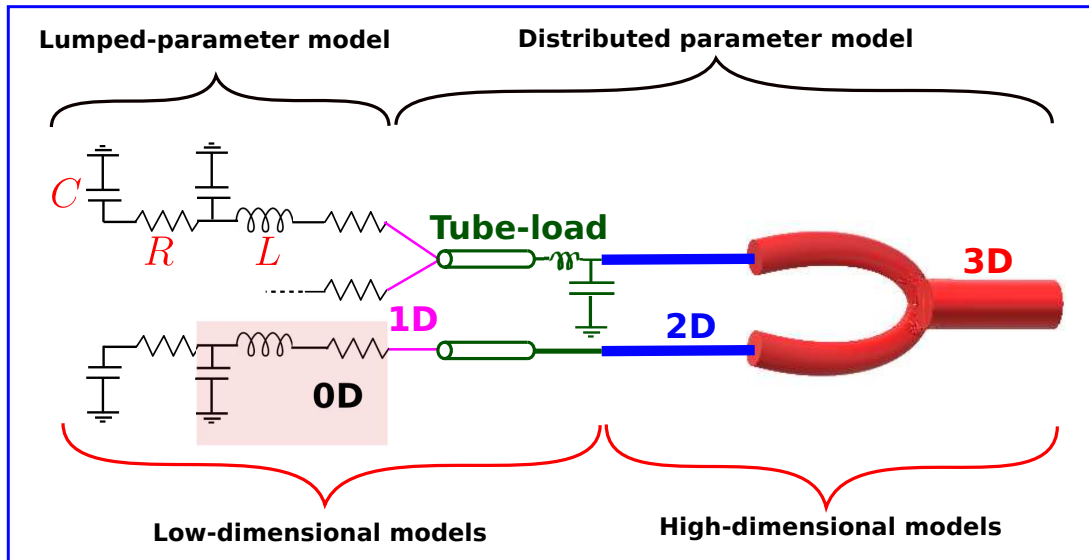 Lumped-parameter model
Distributed parameter model
C
R
L
Tube-load
3D
1D
2D
0D
Low-dimensional models
High-dimensional models